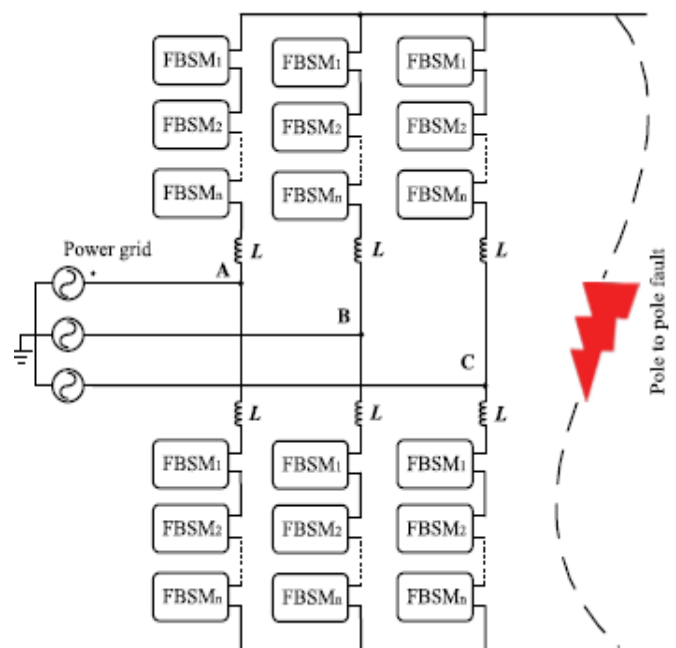 FBSM1 FBSM1 FBSM1
FBSM2 FBSM2 FBSM2
FBSMn FBSMn FBSMn
Power grid
L L L
A
B
C
Pole to pole fault
L L L
FBSM1 FBSM1 FBSM1
FBSM2 FBSM2 FBSM2
FBSMn FBSMn FBSMn